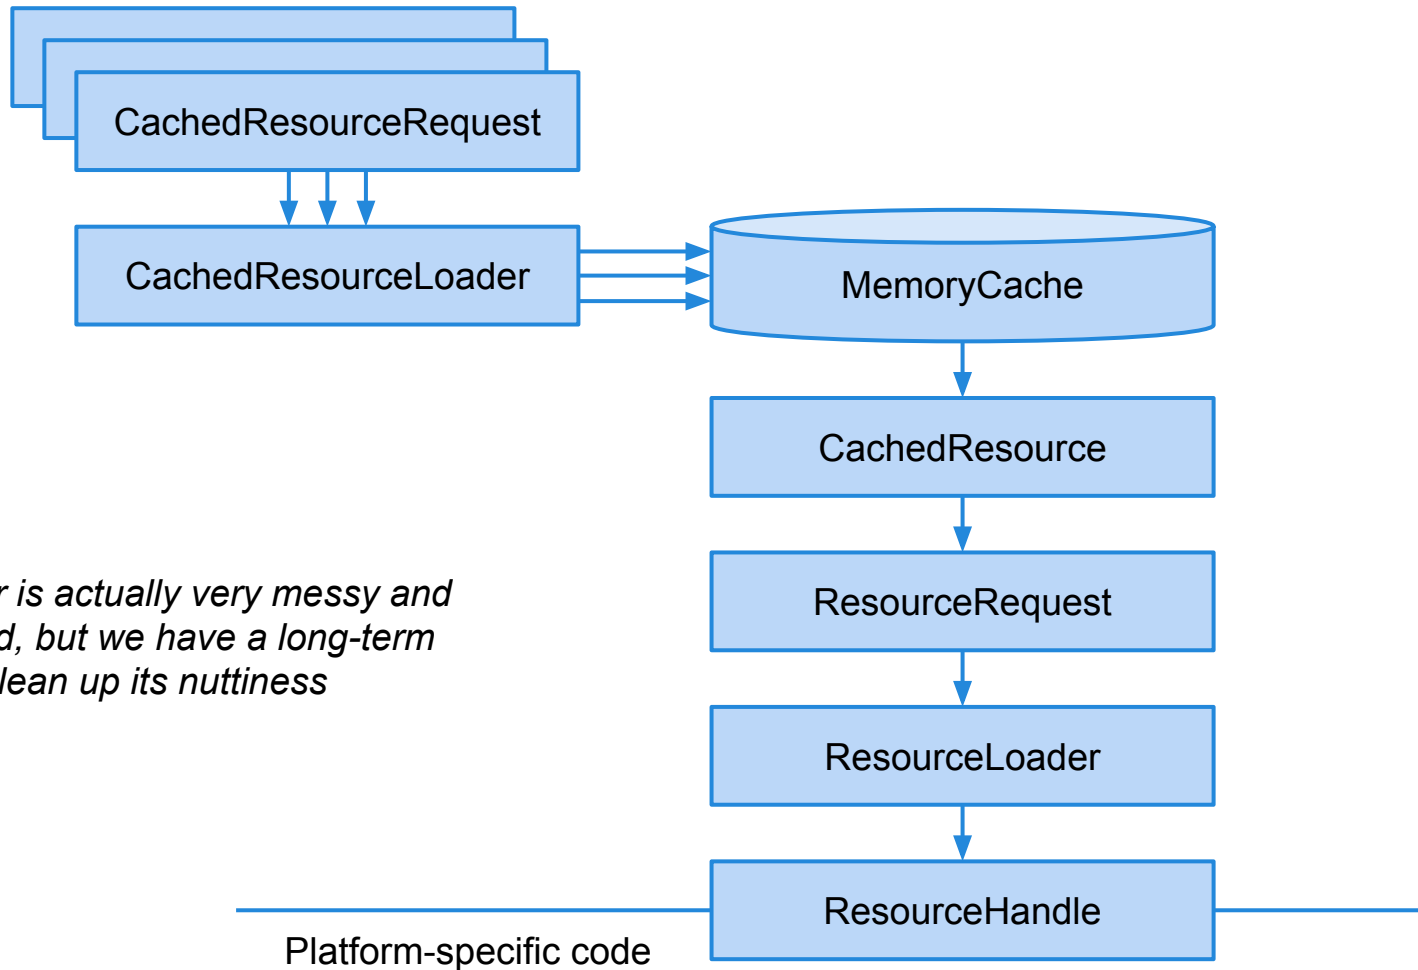 CachedResourceRequest
CachedResourceLoader
MemoryCache
CachedResource
ResourceRequest
ResourceLoader
ResourceHandle
is actually very messy and
but we have a long-term
up its nuttiness
Platform-specific code